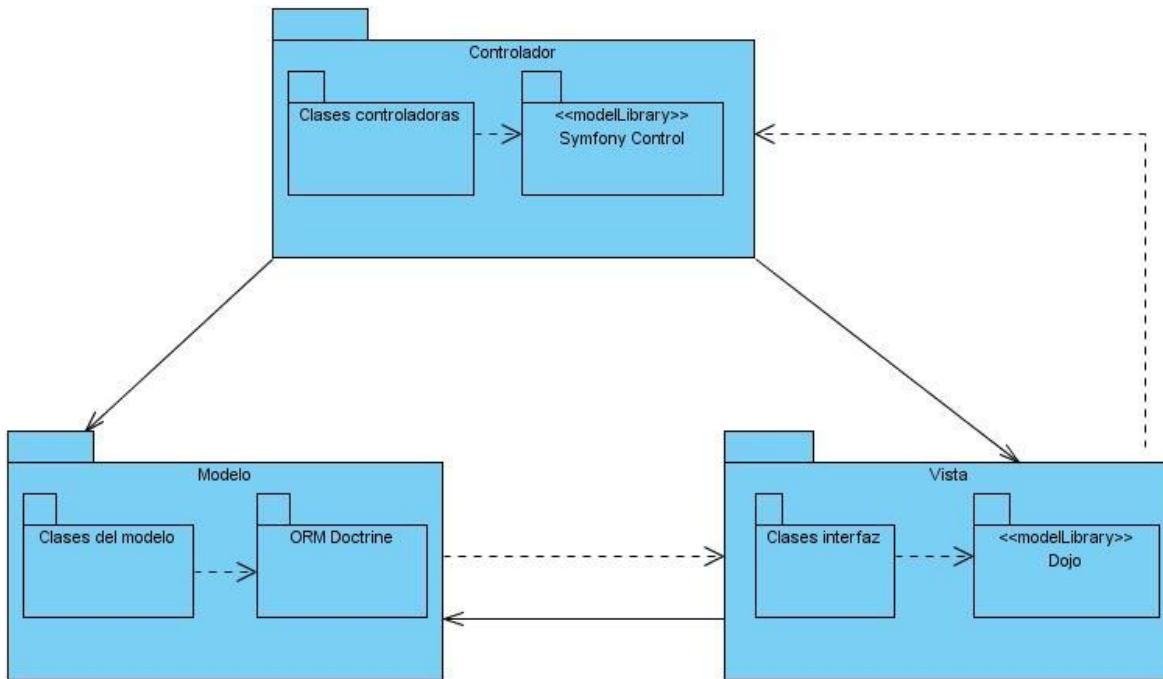 Controlador
Clases controladoras
<<modelLibrary>>
Symfony Control
Modelo
Clases del modelo
ORM Doctrine
Vista
Clases interfaz
<<modelLibrary>>
Dojo